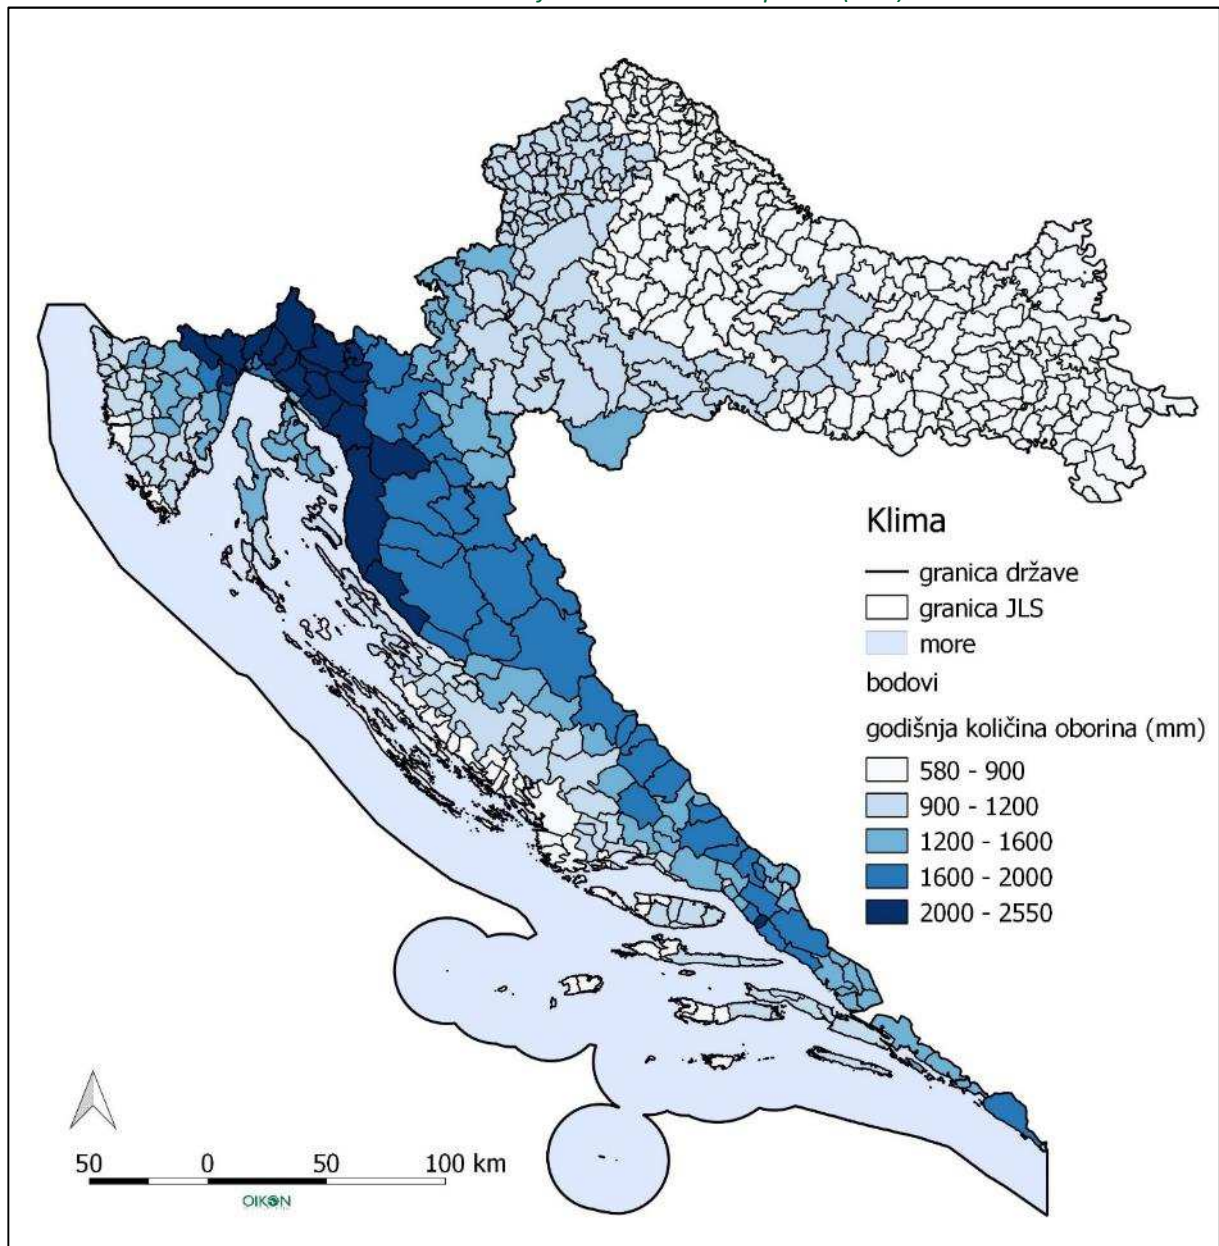 Klima
granica države
granica JLS
more
bodovi
godišnja količina oborina (mm)
580 - 900
900 - 1200
1200 - 1600
1600 - 2000
2000 - 2550
50 0 50 100 km
OIKON